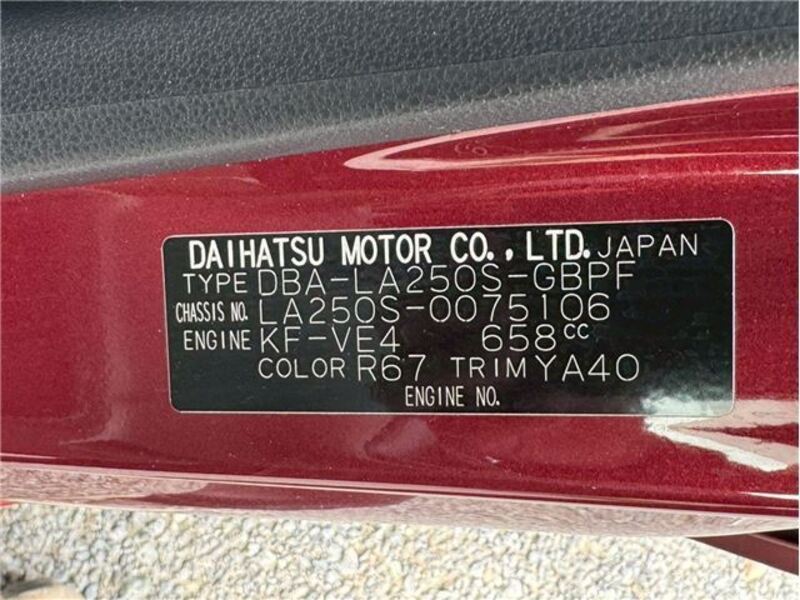 DAIHATSU MOTOR CO., LTD. JAPAN
TYPE DBA-LA250S-GBPF
CHASSIS NO. LA250S-0075106
ENGINE KF-VE4 658cc
COLOR R67 TRIM YA40
ENGINE NO.